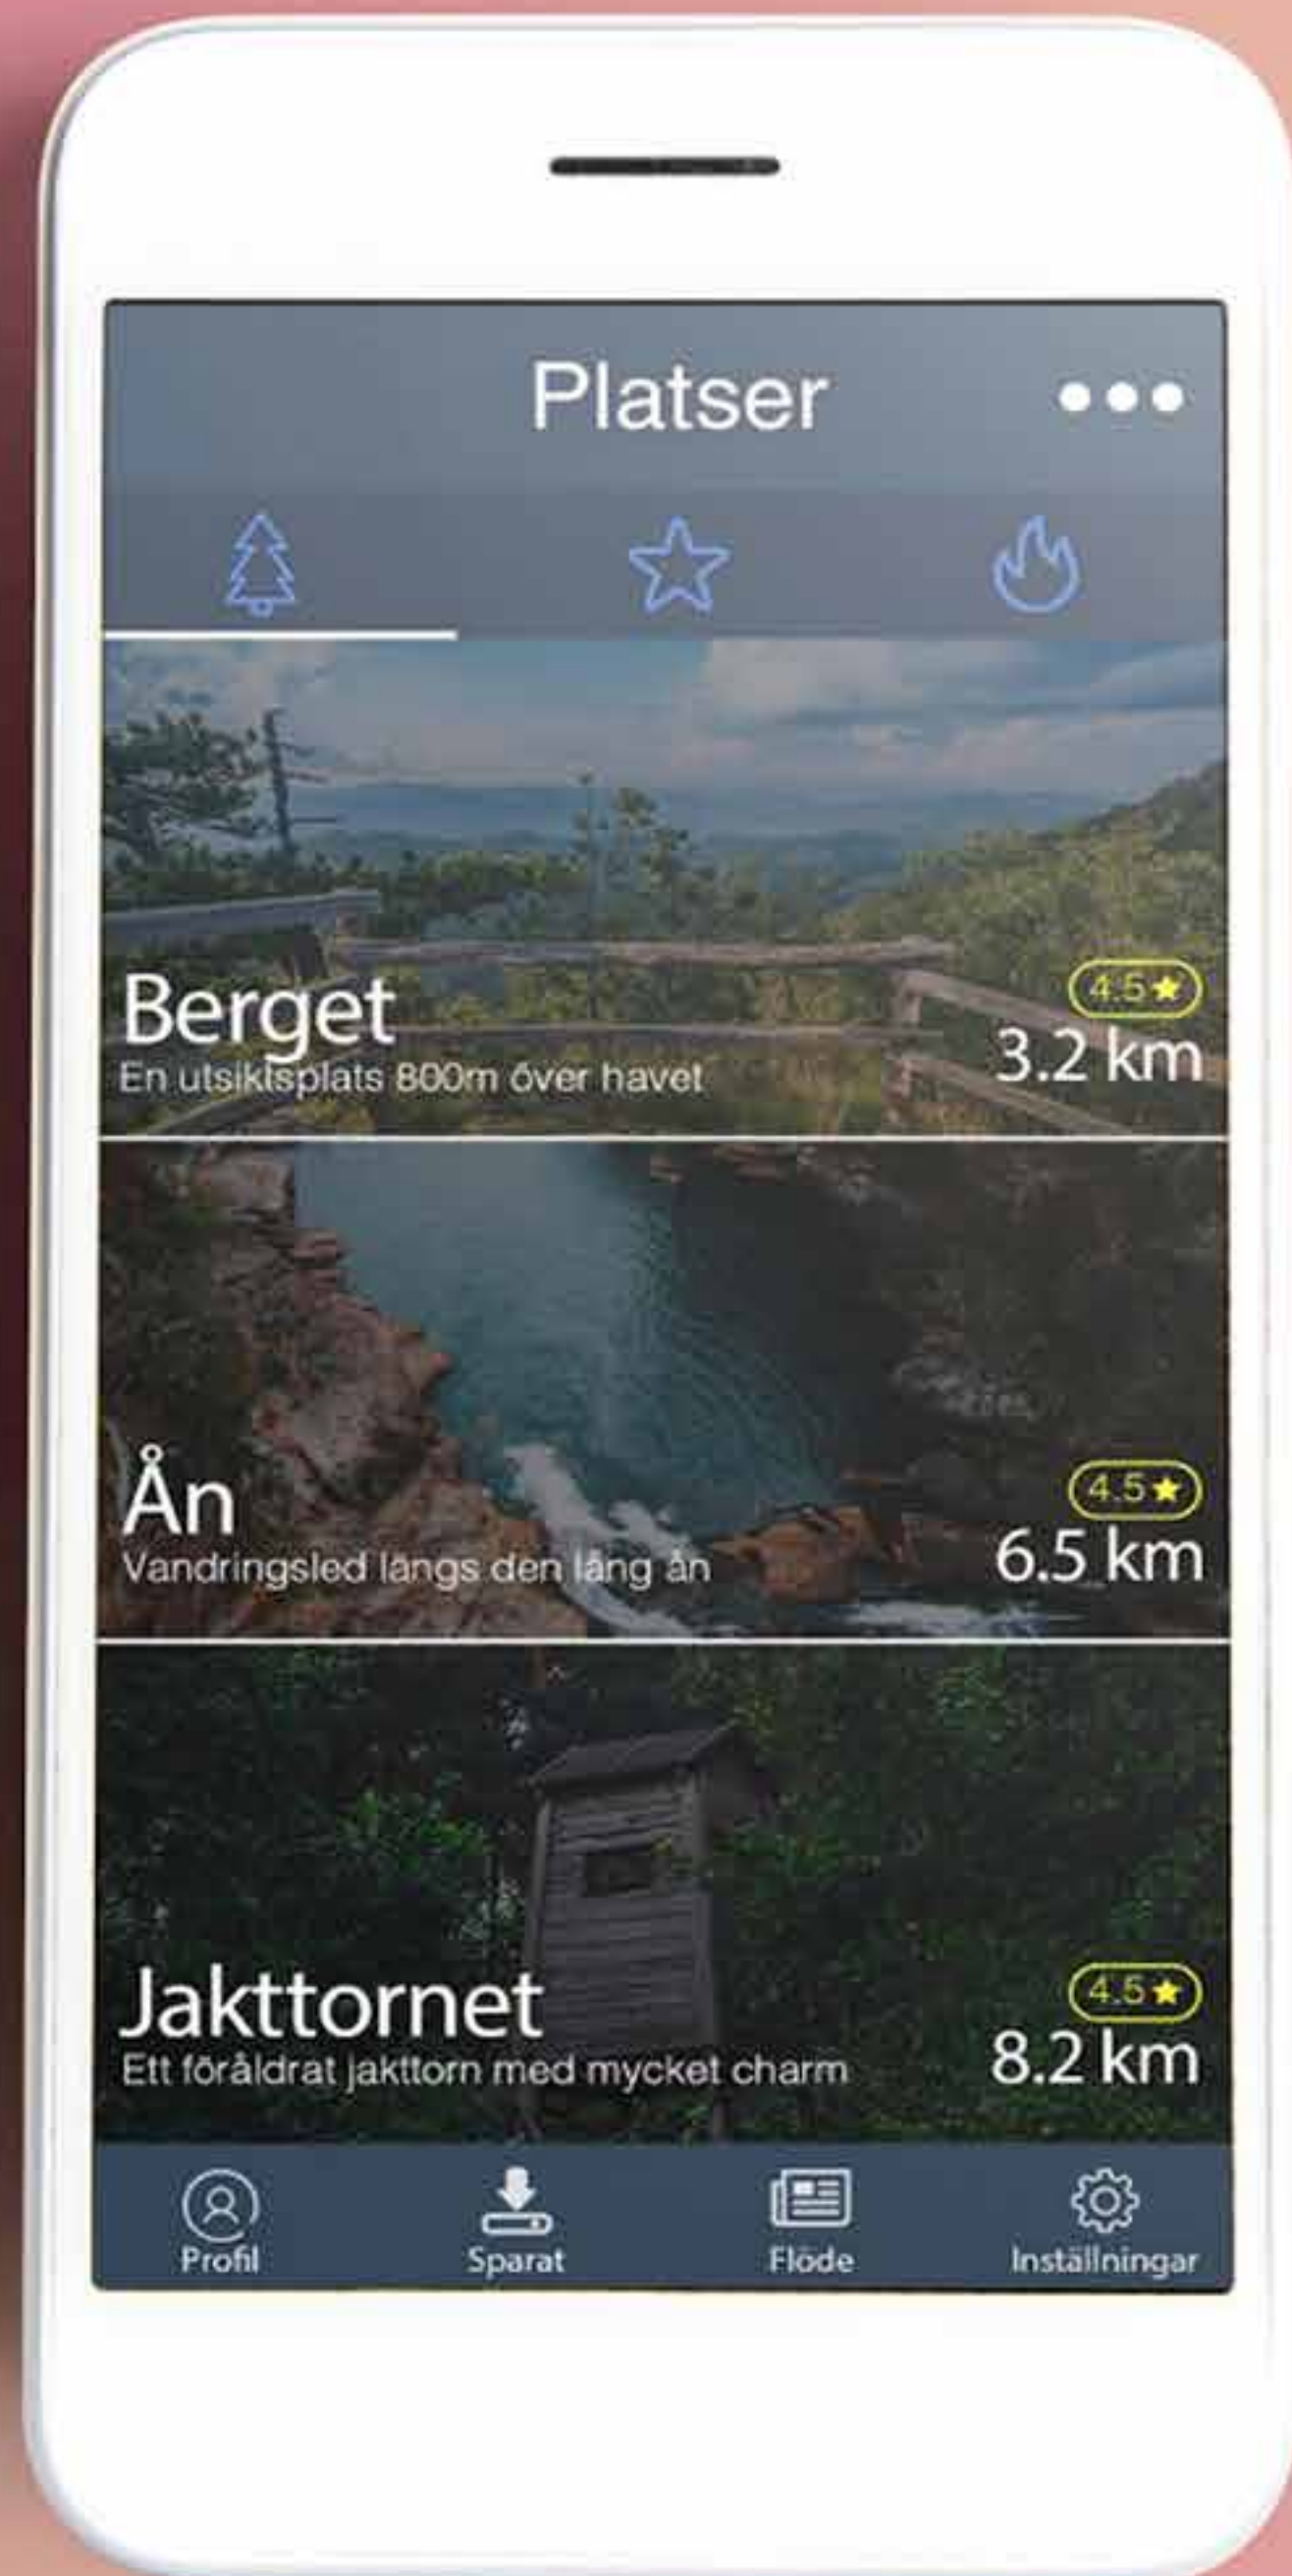 Platser
Berget
En utsiktsplats 800m över havet
4.5★
3.2 km
Ån
Vandringsled längs den lång ån
4.5★
6.5 km
Jakttornet
Ett föråldrat jakttorn med mycket charm
4.5★
8.2 km
Profil
Sparat
Flöde
Inställningar